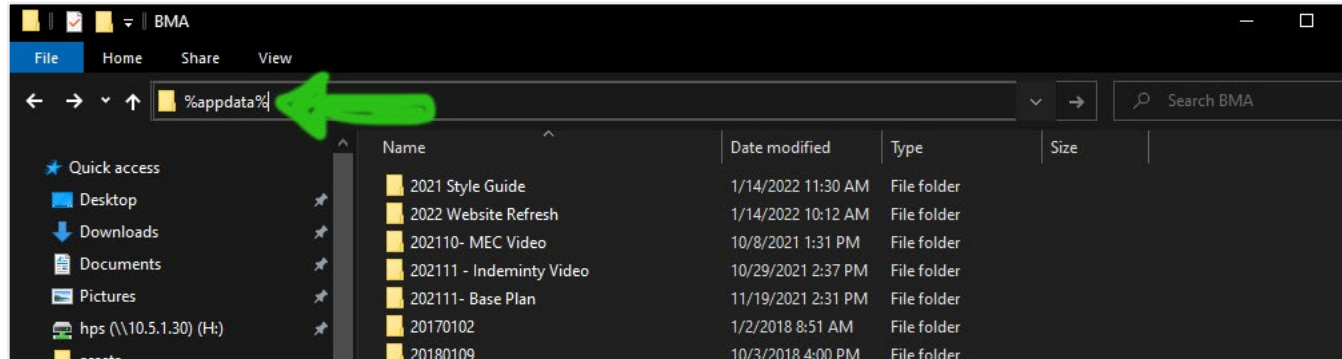 BMA
File Home Share View
%appdata%
Search BMA
Name Date modified Type Size
Quick access
Desktop
Downloads
Documents
Pictures
hps (\\10.5.1.30) (H:)
assets
2021 Style Guide 1/14/2022 11:30 AM File folder
2022 Website Refresh 1/14/2022 10:12 AM File folder
202110- MEC Video 10/8/2021 1:31 PM File folder
202111 - Indeminty Video 10/29/2021 2:37 PM File folder
202111- Base Plan 11/19/2021 2:31 PM File folder
20170102 1/2/2018 8:51 AM File folder
20180109 10/3/2018 4:00 PM File folder